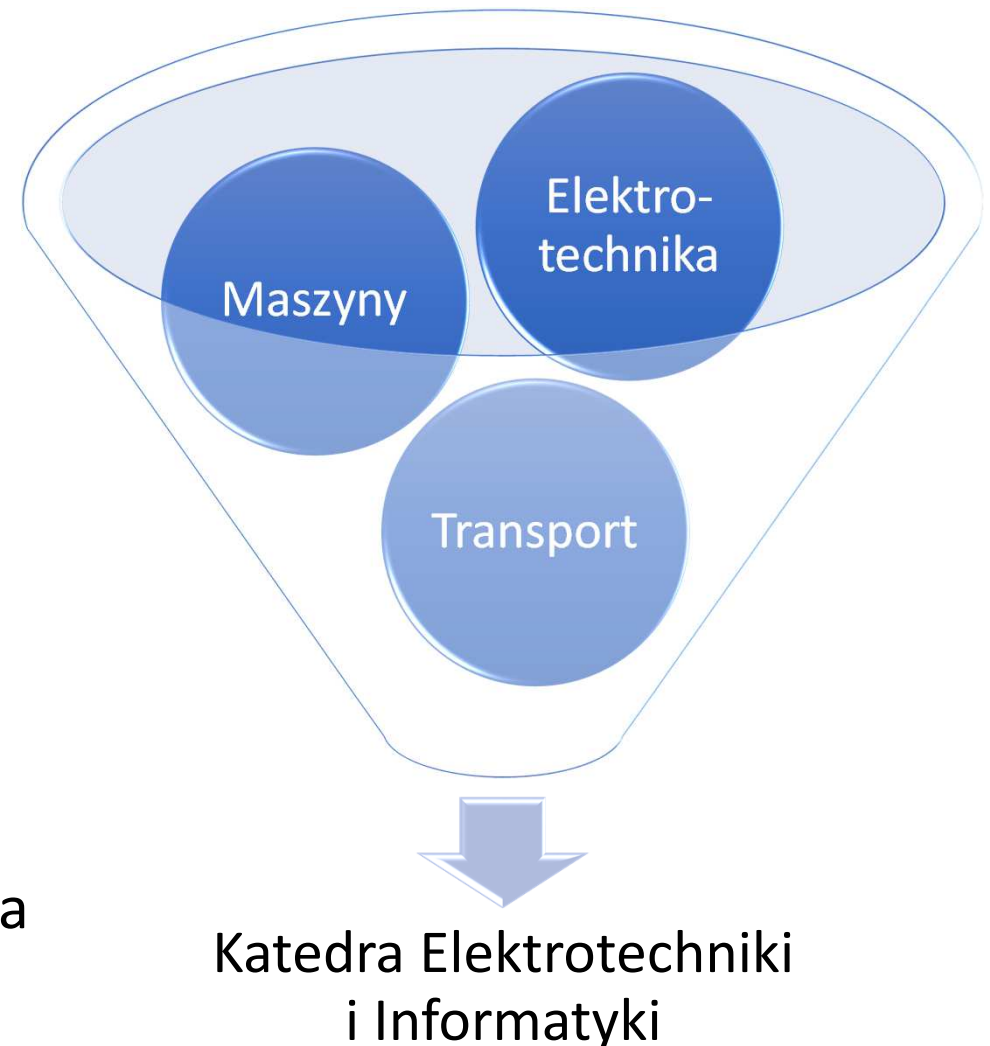 Elektro-
technika
Maszyny
Transport
a
Katedra Elektrotechniki
i Informatyki